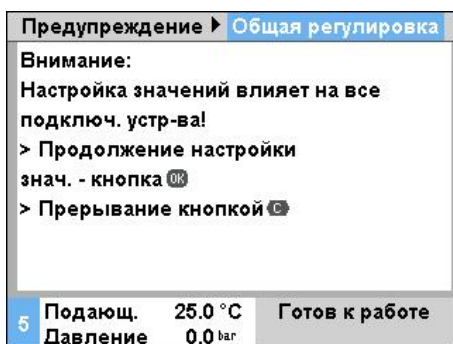 Предупреждение ▶ Общая регулировка
Внимание:
Настройка значений влияет на все
подключ. устр-ва!
> Продолжение настройки
знач. - кнопка OK
> Прерывание кнопкой C
5 Подающ. 25.0 °C Готов к работе
Давление 0.0 bar